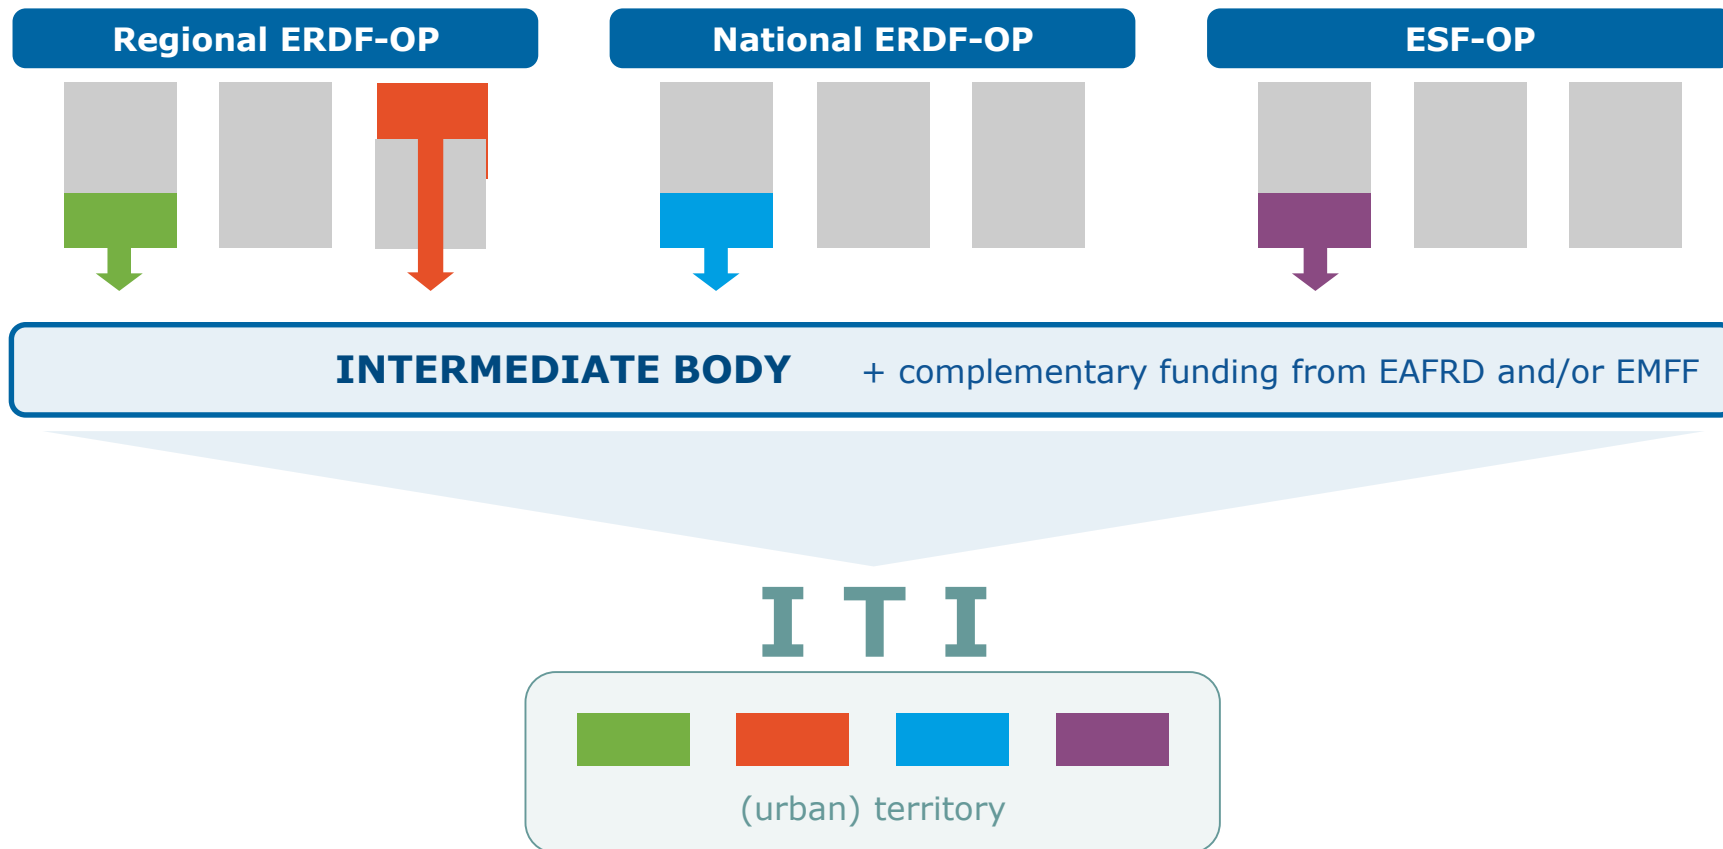 Regional ERDF-OP
National ERDF-OP
ESF-OP
INTERMEDIATE BODY + complementary funding from EAFRD and/or EMFF
I T I
(urban) territory